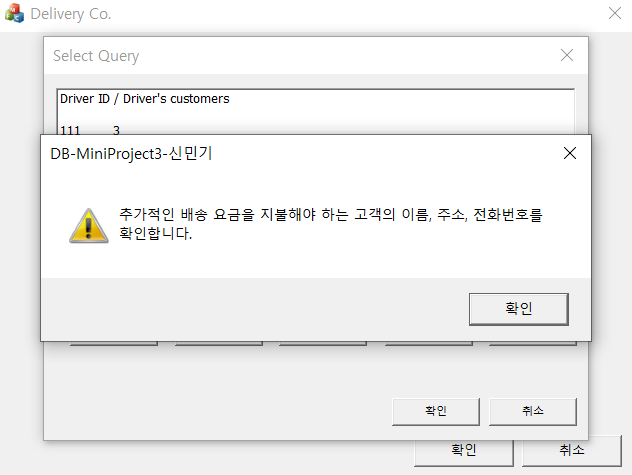 Delivery Co.
Select Query
Driver ID / Driver's customers
111 3
DB-MiniProject3-신민기
추가적인 배송 요금을 지불해야 하는 고객의 이름, 주소, 전화번호를
확인합니다.
확인
확인 취소
확인 취소